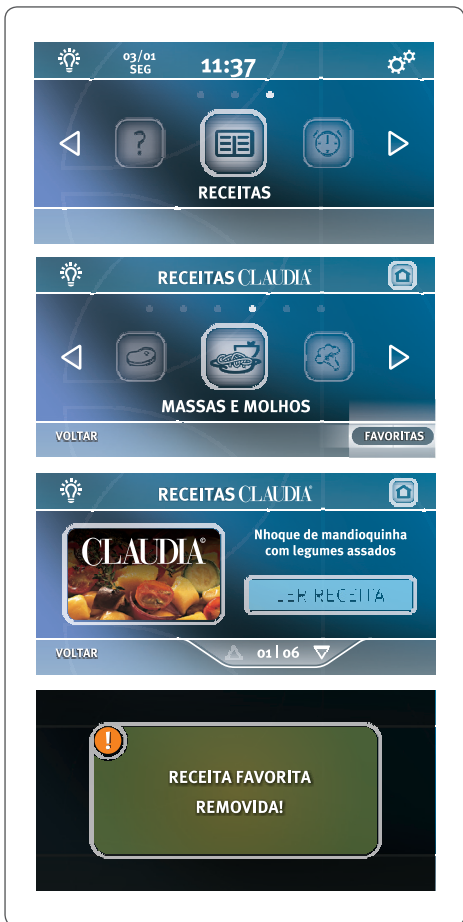 03/01
SEG
11:37
?
RECEITAS
RECEITAS CLAUDIA®
MASSAS E MOLHOS
VOLTAR
FAVORITAS
RECEITAS CLAUDIA®
CLAUDIA®
Nhoque de mandioquinha
com legumes assados
LER RECEITA
VOLTAR
01 | 06
!
RECEITA FAVORITA
REMOVIDA!